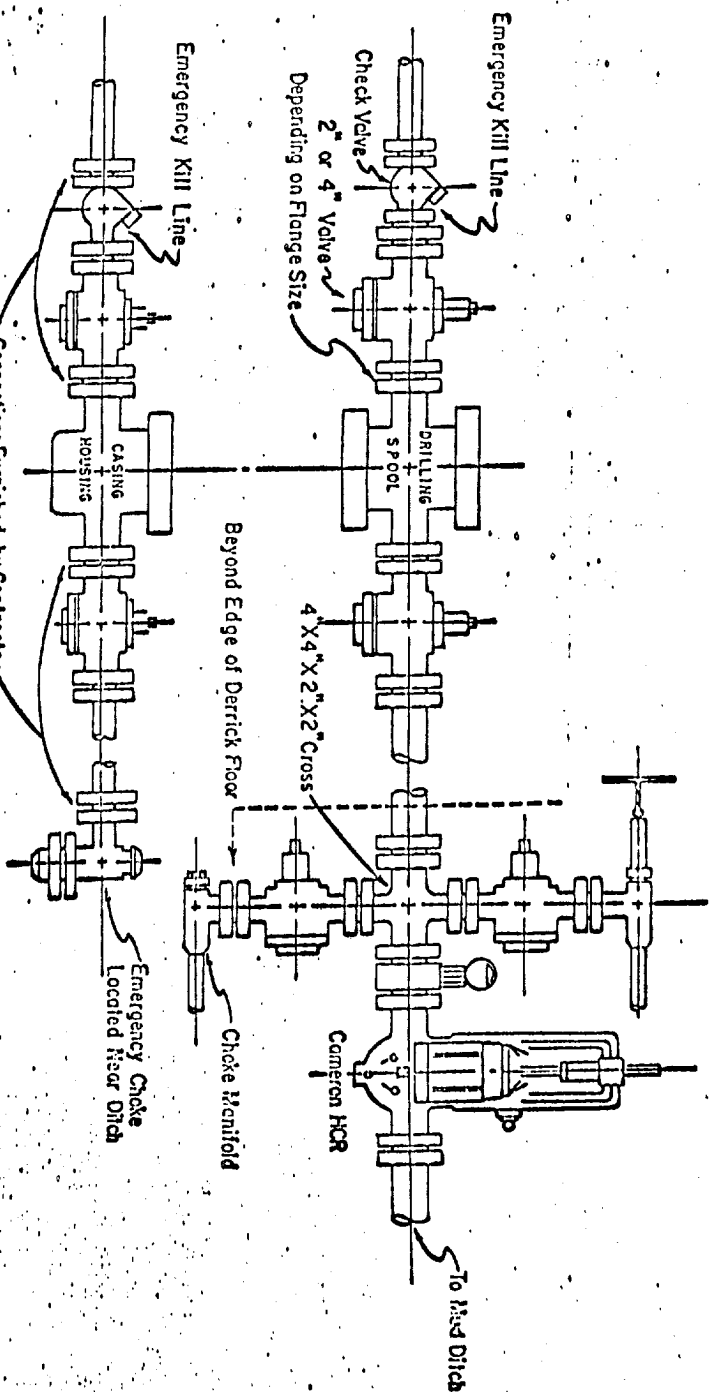 Emergency Kill Line
Check Valve
2" or 4" Valve
Depending on Flange Size
DRILLING
SPOOL
4"X4"X2"X2" Cross
Beyond Edge of Derrick Floor
Cameron HCR
To Mud Ditch
Choke Manifold
Emergency Kill Line
CASING
HOUSING
Emergency Choke
Located Near Ditch
Furnished by